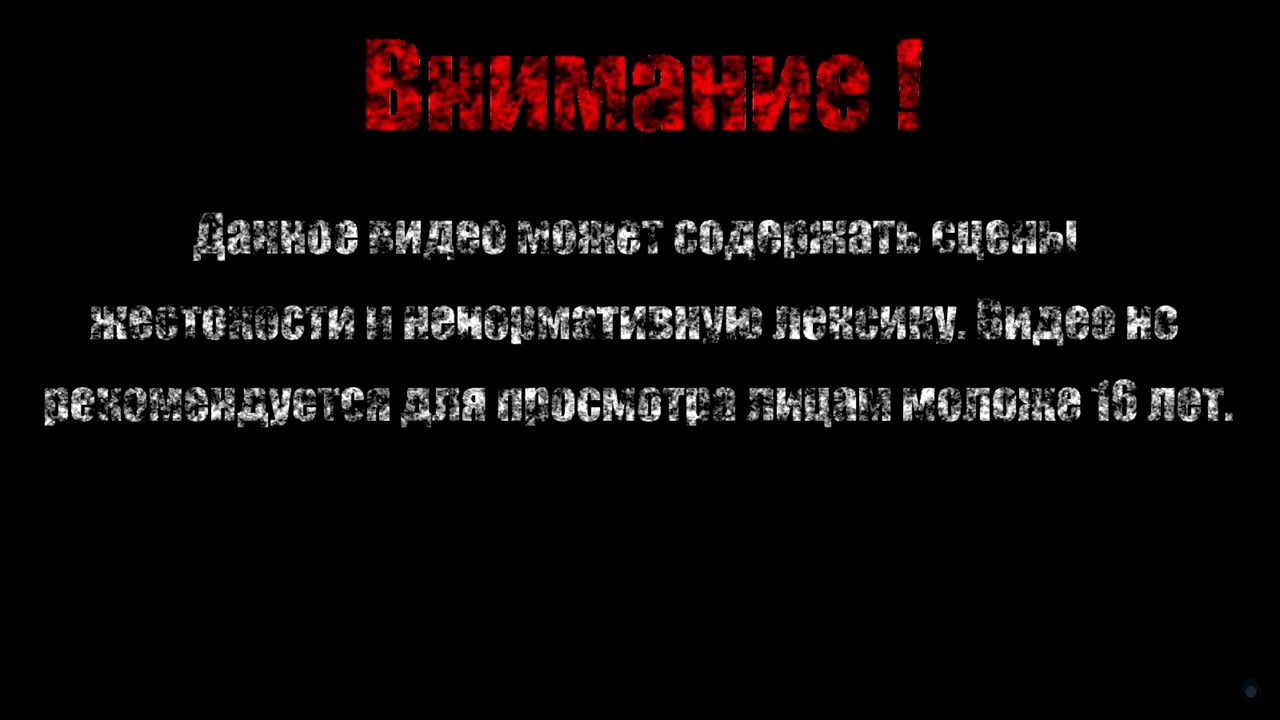 Внимание !
Данное видео может содержать сцены
жестокости и ненормативную лексику. Видео не
рекомендуется для просмотра лицам моложе 16 лет.